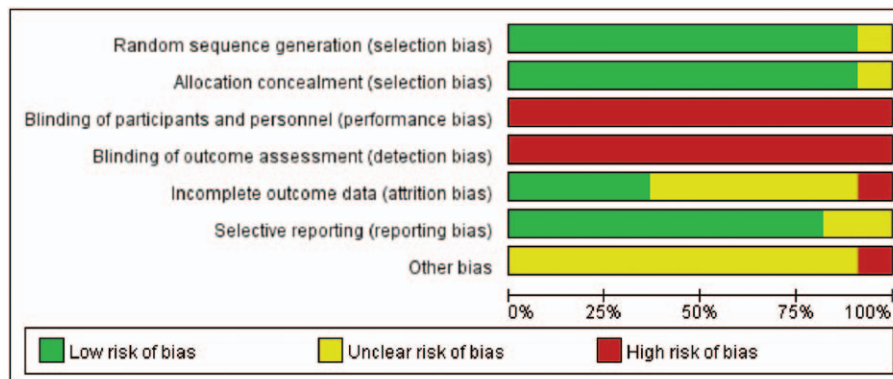 Random sequence generation (selection bias)
Allocation concealment (selection bias)
Blinding of participants and personnel (performance bias)
Blinding of outcome assessment (detection bias)
Incomplete outcome data (attrition bias)
Selective reporting (reporting bias)
Other bias
0% 25% 50% 75% 100%
Low risk of bias Unclear risk of bias High risk of bias